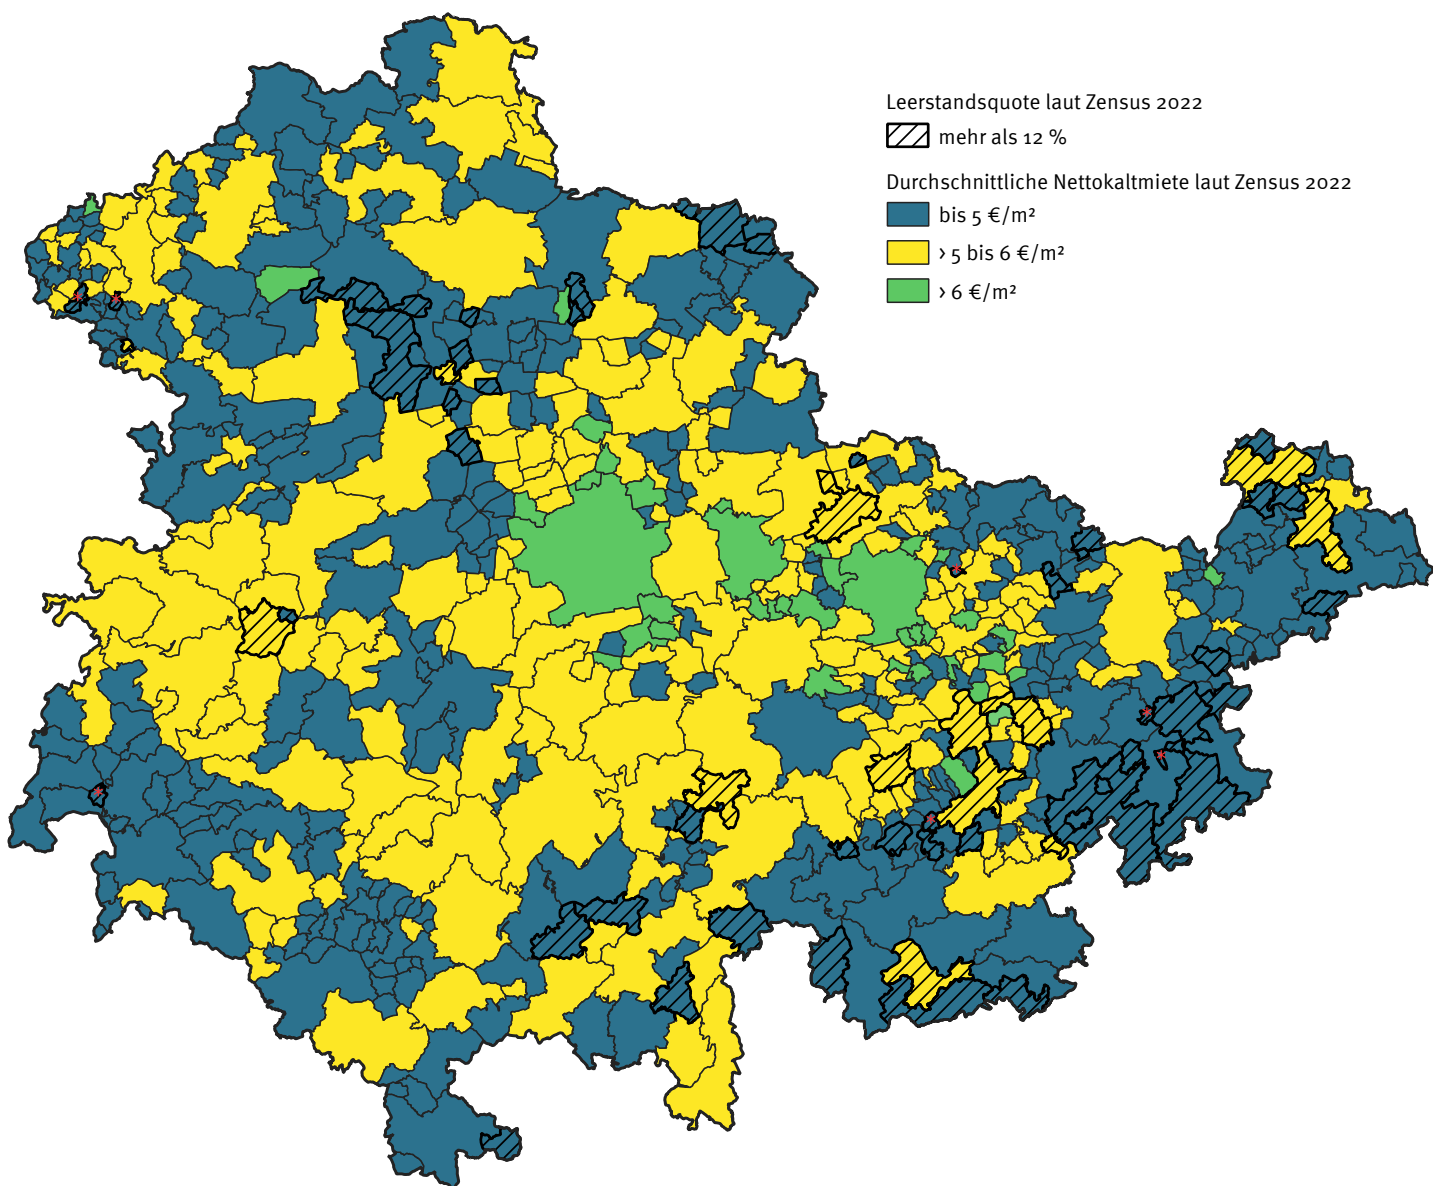 Leerstandsquote laut Zensus 2022
mehr als 12 %
Durchschnittliche Nettokaltmiete laut Zensus 2022
bis 5 €/m²
> 5 bis 6 €/m²
> 6 €/m²